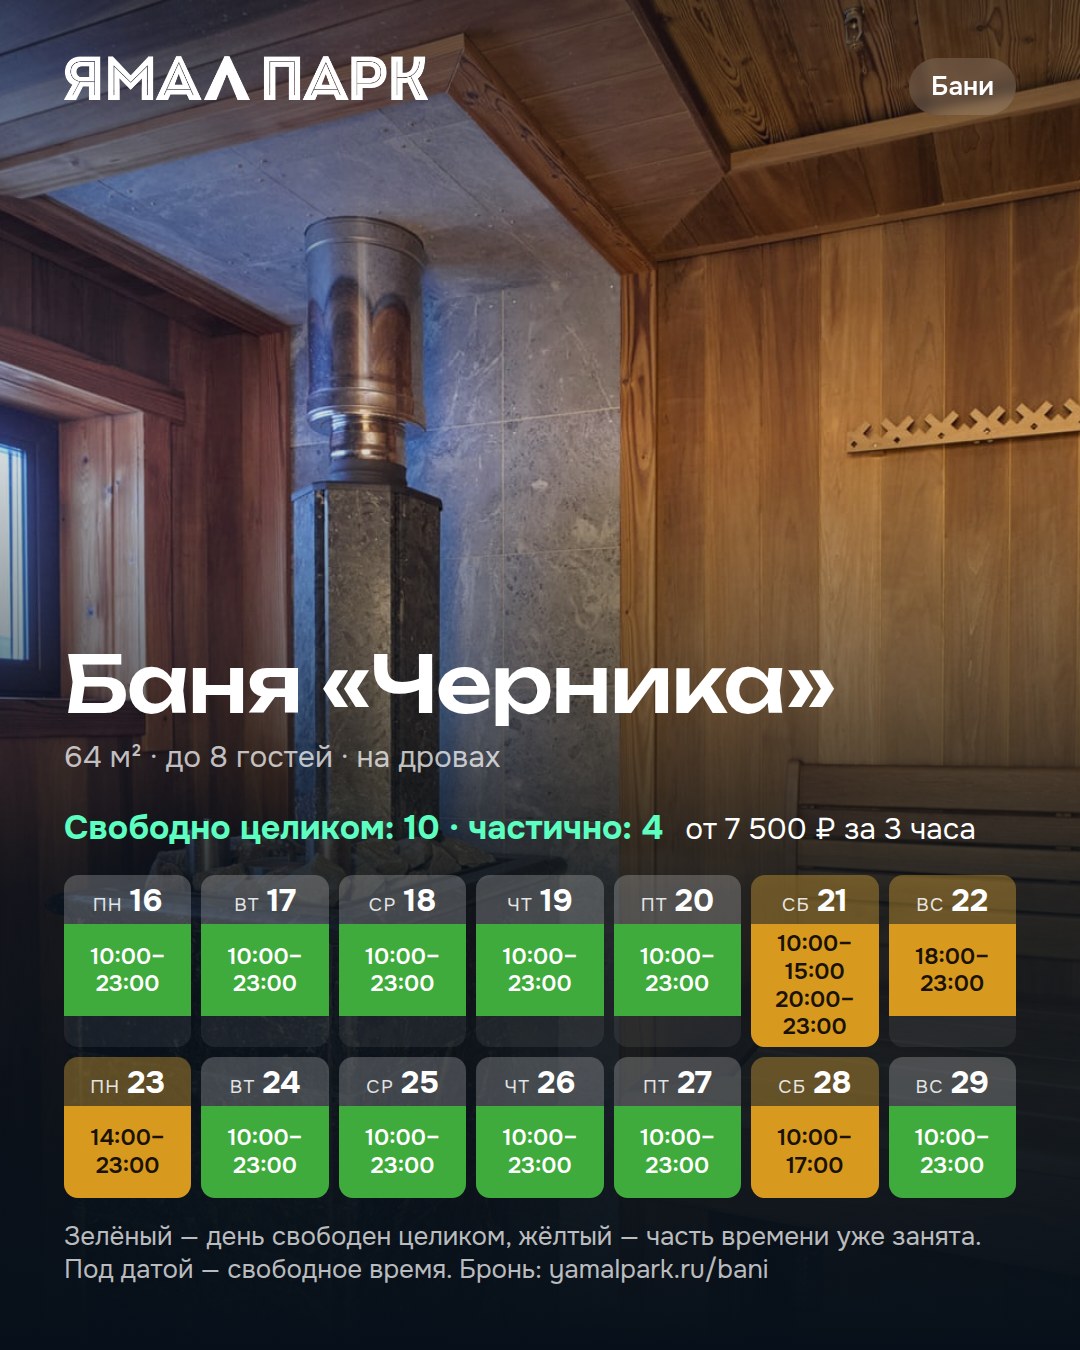 ЯМАЛ ПАРК
Бани
Баня «Черника»
64 м² · до 8 гостей · на дровах
Свободно целиком: 10 · частично: 4 от 7 500 ₽ за 3 часа
ПН 16
10:00–
23:00
ВТ 17
10:00–
23:00
СР 18
10:00–
23:00
ЧТ 19
10:00–
23:00
ПТ 20
10:00–
23:00
СБ 21
10:00–
15:00
20:00–
23:00
ВС 22
18:00–
23:00
ПН 23
14:00–
23:00
ВТ 24
10:00–
23:00
СР 25
10:00–
23:00
ЧТ 26
10:00–
23:00
ПТ 27
10:00–
23:00
СБ 28
10:00–
17:00
ВС 29
10:00–
23:00
Зелёный — день свободен целиком, жёлтый — часть времени уже занята.
Под датой — свободное время. Бронь: yamalpark.ru/bani